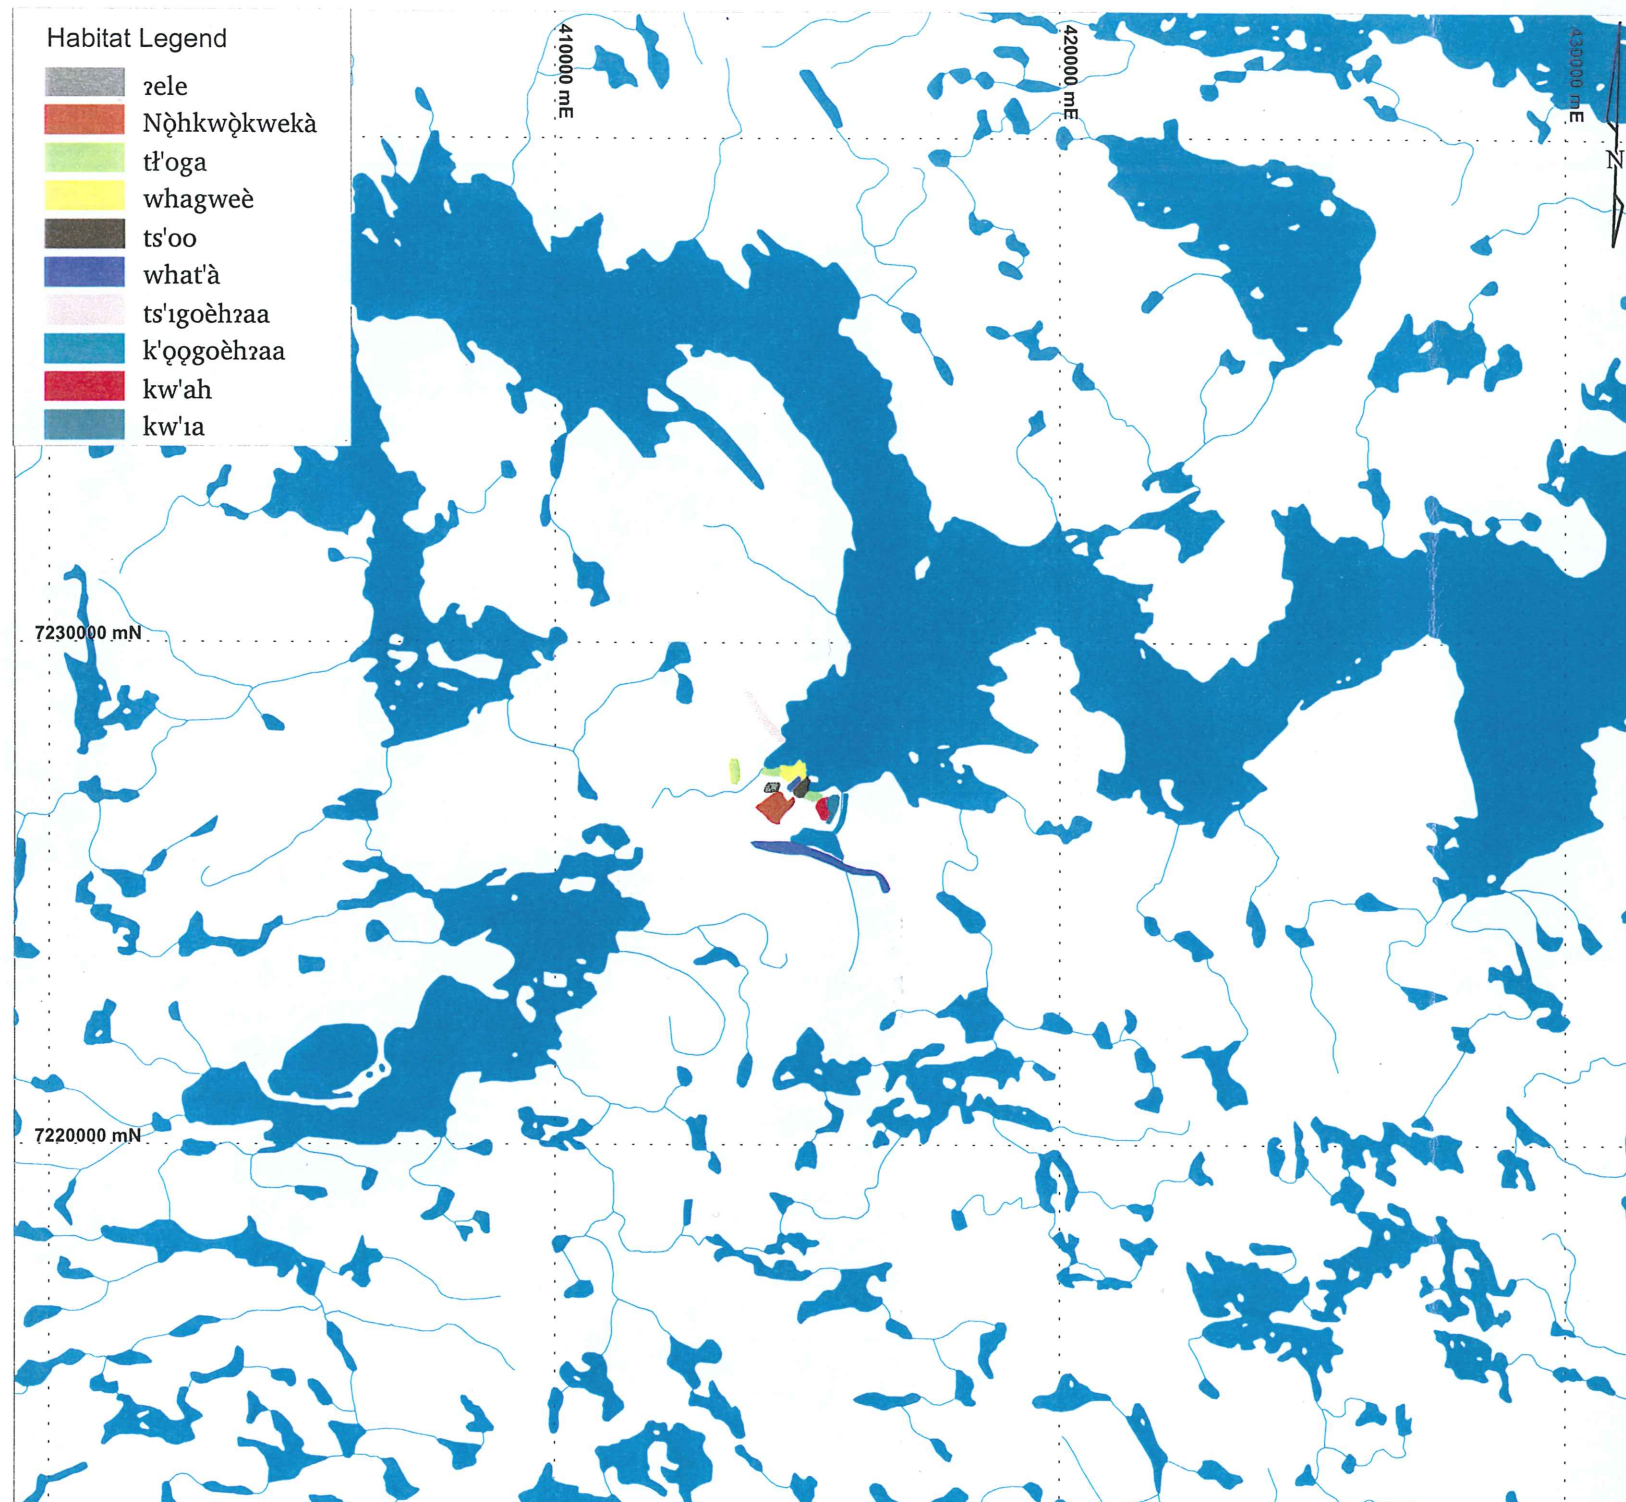 Habitat Legend
ʔele
Nǫ̀hkwǫ̀kwekà
tł'oga
whagweè
ts'oo
what'à
ts'ıgoèhʔaa
k'ǫǫgoèhʔaa
kw'ah
kw'ıa
410000 mE
420000 mE
430000 mE
N
7230000 mN
7220000 mN